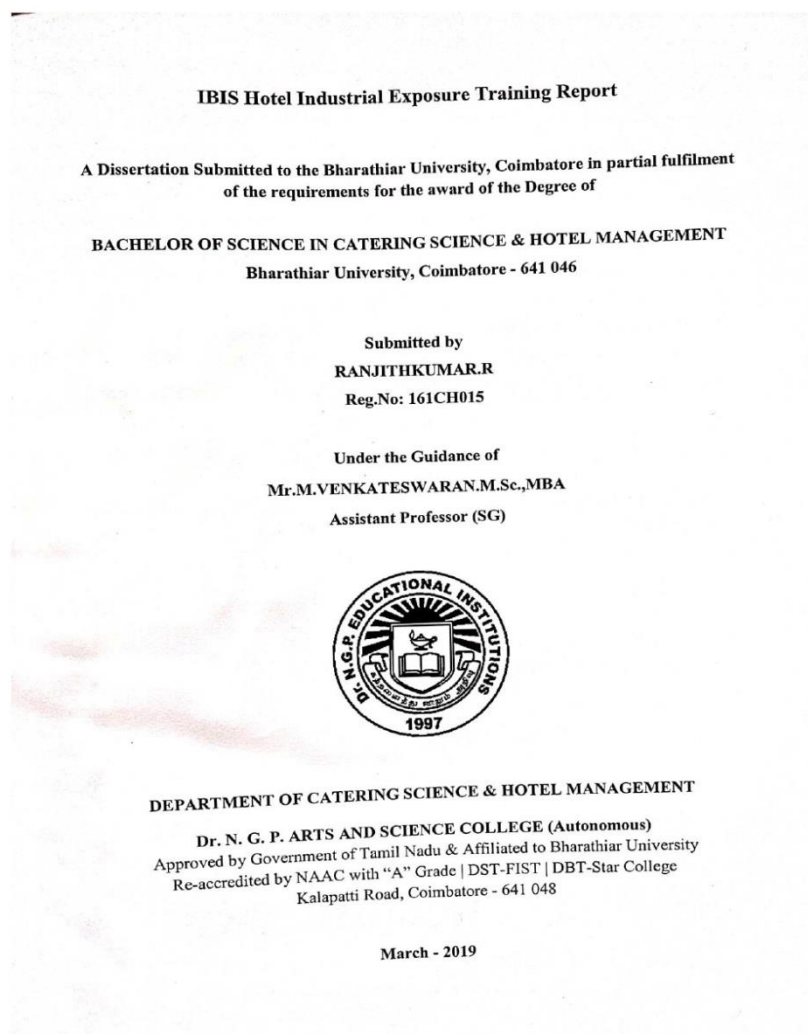 IBIS Hotel Industrial Exposure Training Report
A Dissertation Submitted to the Bharathiar University, Coimbatore in partial fulfilment
of the requirements for the award of the Degree of
BACHELOR OF SCIENCE IN CATERING SCIENCE & HOTEL MANAGEMENT
Bharathiar University, Coimbatore - 641 046
Submitted by
RANJITHKUMAR.R
Reg.No: 161CH015
Under the Guidance of
Mr.M.VENKATESWARAN.M.Sc.,MBA
Assistant Professor (SG)
Dr. N.G.P. EDUCATIONAL INSTITUTIONS
1997
DEPARTMENT OF CATERING SCIENCE & HOTEL MANAGEMENT
Dr. N. G. P. ARTS AND SCIENCE COLLEGE (Autonomous)
Approved by Government of Tamil Nadu & Affiliated to Bharathiar University
Re-accredited by NAAC with “A” Grade | DST-FIST | DBT-Star College
Kalapatti Road, Coimbatore - 641 048
March - 2019